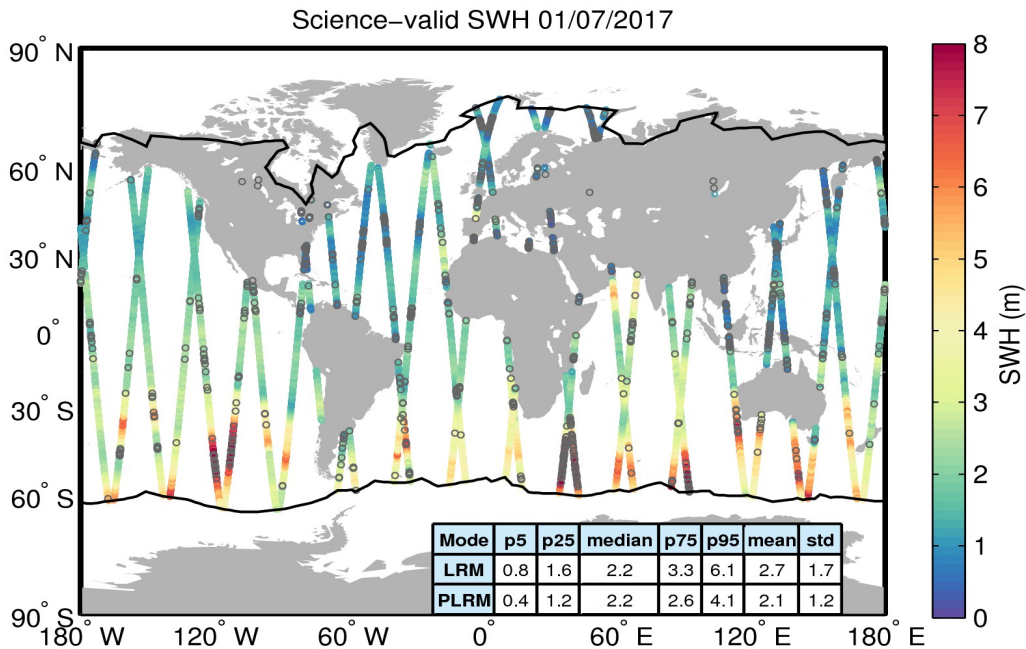 Science−valid SWH 01/07/2017
90° N
60° N
30° N
0°
30° S
60° S
90° S
180° W
120° W
60° W
0°
60° E
120° E
180° E
Mode p5 p25 median p75 p95 mean std
LRM 0.8 1.6 2.2 3.3 6.1 2.7 1.7
PLRM 0.4 1.2 2.2 2.6 4.1 2.1 1.2
8
7
6
5
4
3
2
1
0
SWH (m)